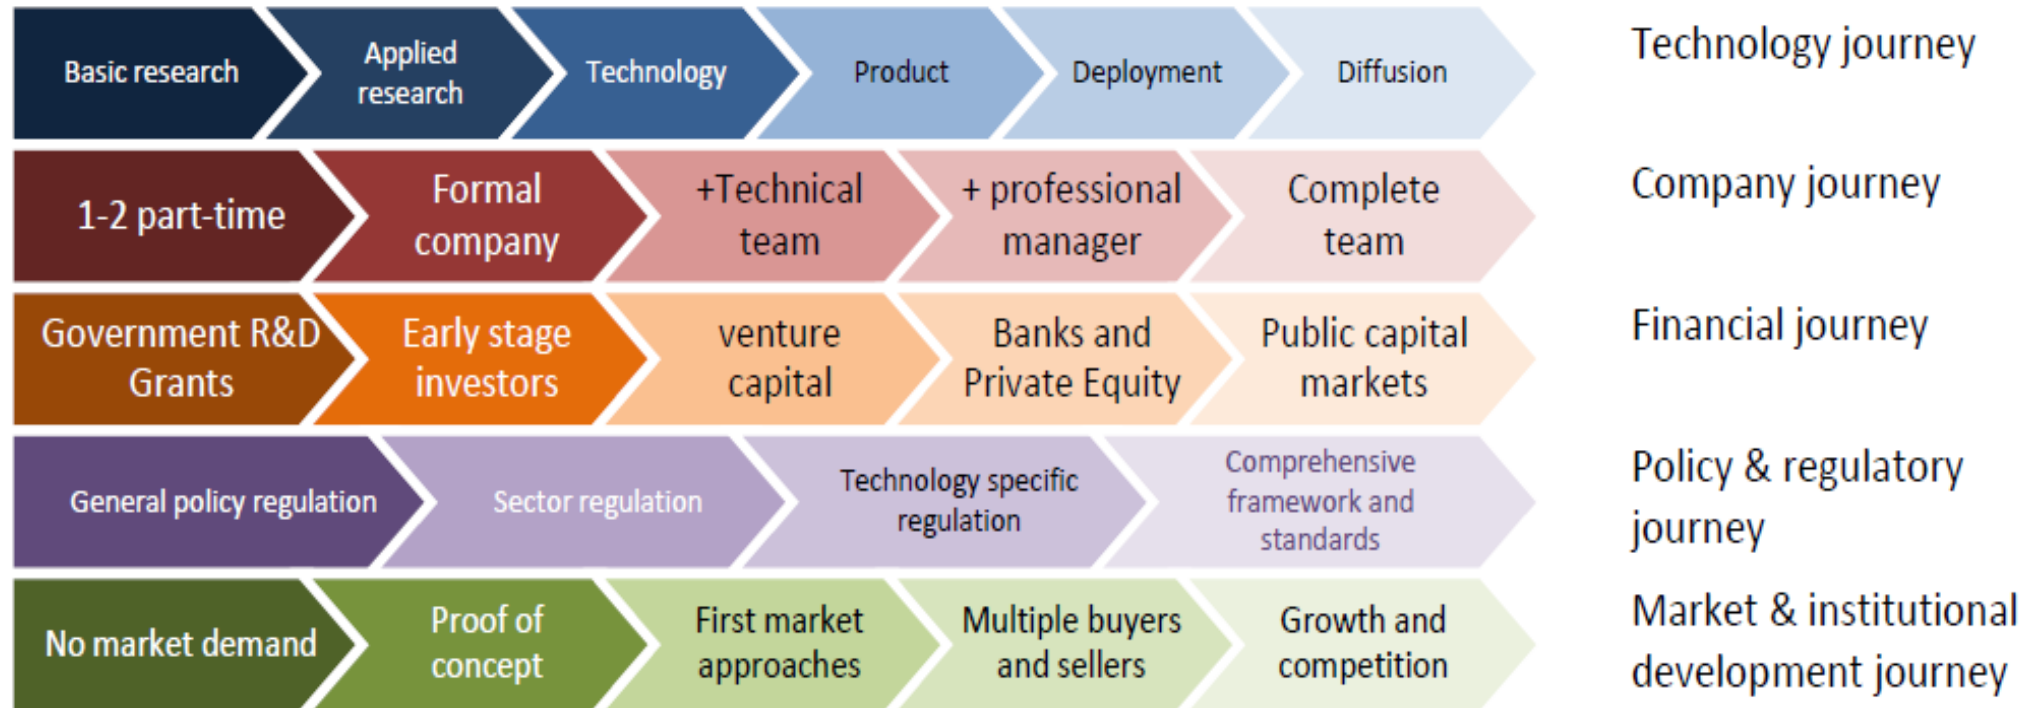 Basic research
Applied
research
Technology
Product
Deployment
Diffusion
Technology journey
1-2 part-time
Formal
company
+Technical
team
+ professional
manager
Complete
team
Company journey
Government R&D
Grants
Early stage
investors
venture
capital
Banks and
Private Equity
Public capital
markets
Financial journey
General policy regulation
Sector regulation
Technology specific
regulation
Comprehensive
framework and
standards
Policy & regulatory
journey
No market demand
Proof of
concept
First market
approaches
Multiple buyers
and sellers
Growth and
competition
Market & institutional
development journey